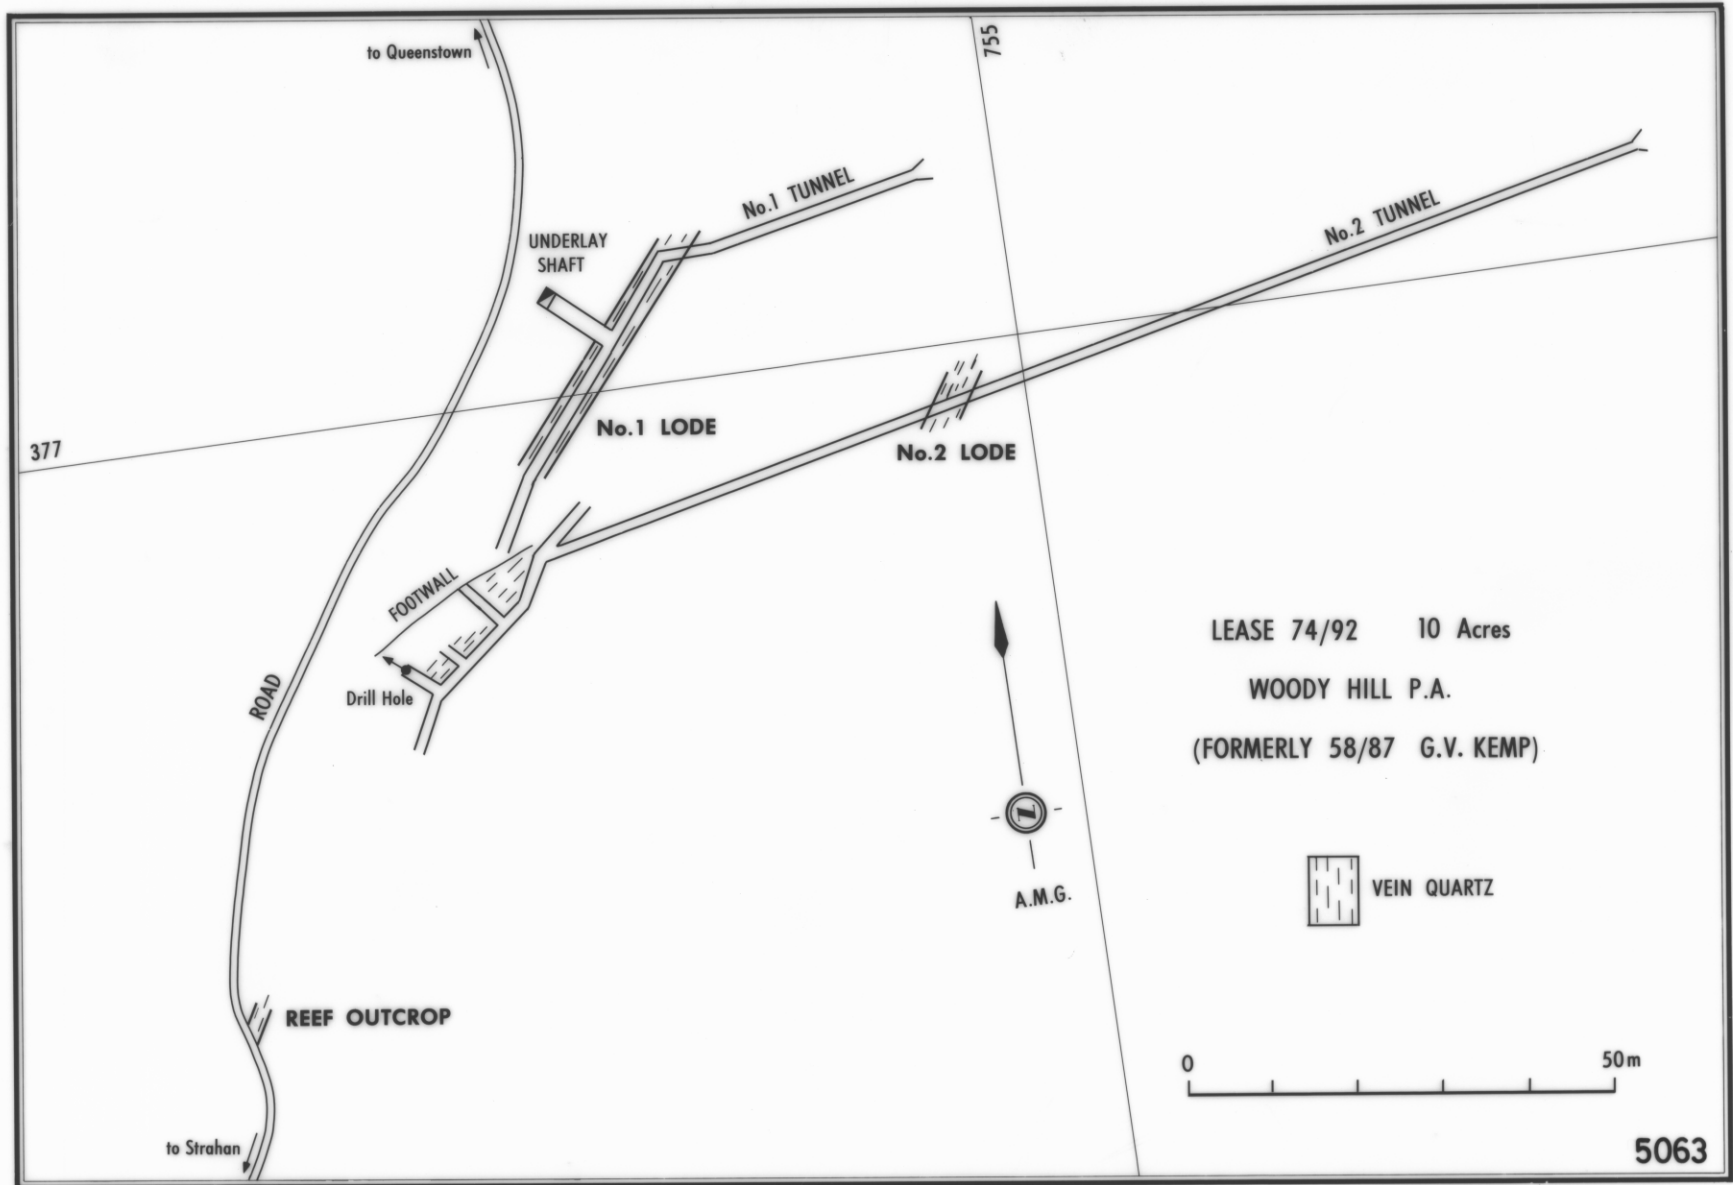 to Queenstown
755
No.1 TUNNEL
No.2 TUNNEL
UNDERLAY
SHAFT
377
No.1 LODE
No.2 LODE
FOOTWALL
Drill Hole
ROAD
LEASE 74/92 10 Acres
WOODY HILL P.A.
(FORMERLY 58/87 G.V. KEMP)
N
A.M.G.
VEIN QUARTZ
REEF OUTCROP
0 50m
to Strahan
5063